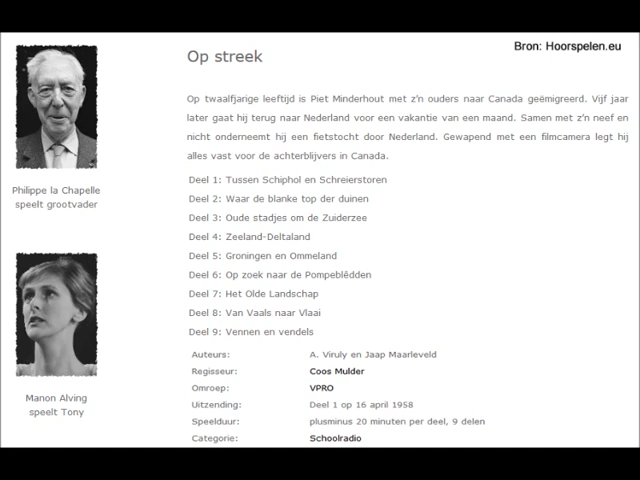 Bron: Hoorspelen.eu
Op streek
Op twaalfjarige leeftijd is Piet Minderhout met z'n ouders naar Canada geëmigreerd. Vijf jaar
later gaat hij terug naar Nederland voor een vakantie van een maand. Samen met z'n neef en
nicht onderneemt hij een fietstocht door Nederland. Gewapend met een filmcamera legt hij
alles vast voor de achterblijvers in Canada.
Philippe la Chapelle
speelt grootvader
Deel 1: Tussen Schiphol en Schreierstoren
Deel 2: Waar de blanke top der duinen
Deel 3: Oude stadjes om de Zuiderzee
Deel 4: Zeeland-Deltaland
Deel 5: Groningen en Ommeland
Deel 6: Op zoek naar de Pompeblêdden
Deel 7: Het Olde Landschap
Deel 8: Van Vaals naar Vlaai
Deel 9: Vennen en vendels
Manon Alving
speelt Tony
Auteurs: A. Viruly en Jaap Maarleveld
Regisseur: Coos Mulder
Omroep: VPRO
Uitzending: Deel 1 op 16 april 1958
Speelduur: plusminus 20 minuten per deel, 9 delen
Categorie: Schoolradio